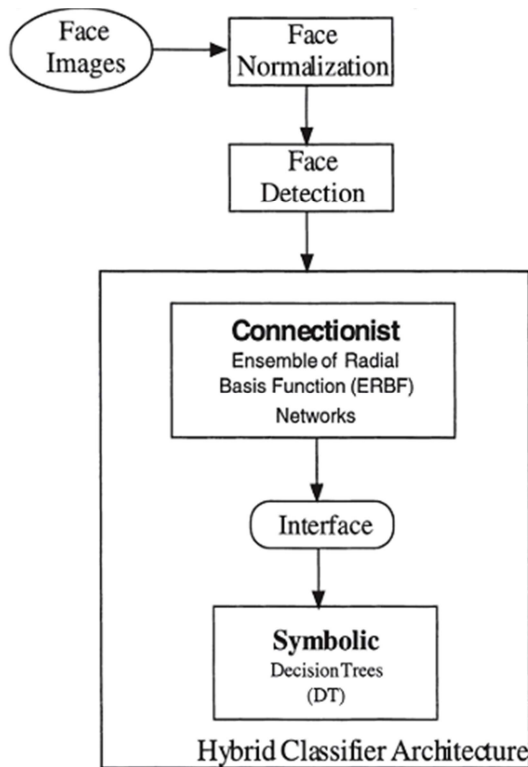 Face
Images
Face
Normalization
Face
Detection
Connectionist
Ensemble of Radial
Basis Function (ERBF)
Networks
Interface
Symbolic
Decision Trees
(DT)
Hybrid Classifier Architecture